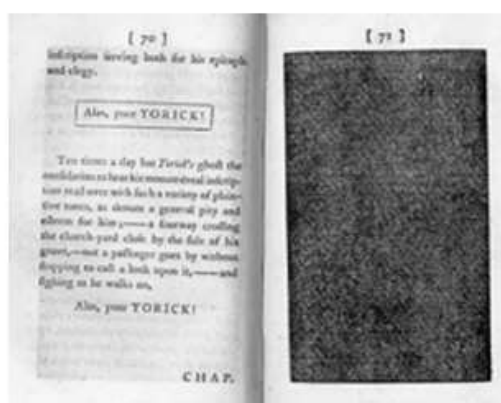 [ 70 ]
inscription serving both for his epitaph
and elegy.
Alas, poor YORICK!
Ten times a day has Yorick's ghost the
consolation to hear his monumental inscrip-
tion read over with such a variety of plain-
tive tones, as denote a general pity and
esteem for him;——a footway crossing
the church-yard close by the side of his
grave,—not a passenger goes by without
stopping to cast a look upon it,——and
sighing as he walks on,
Alas, poor YORICK!
CHAP.
[ 71 ]